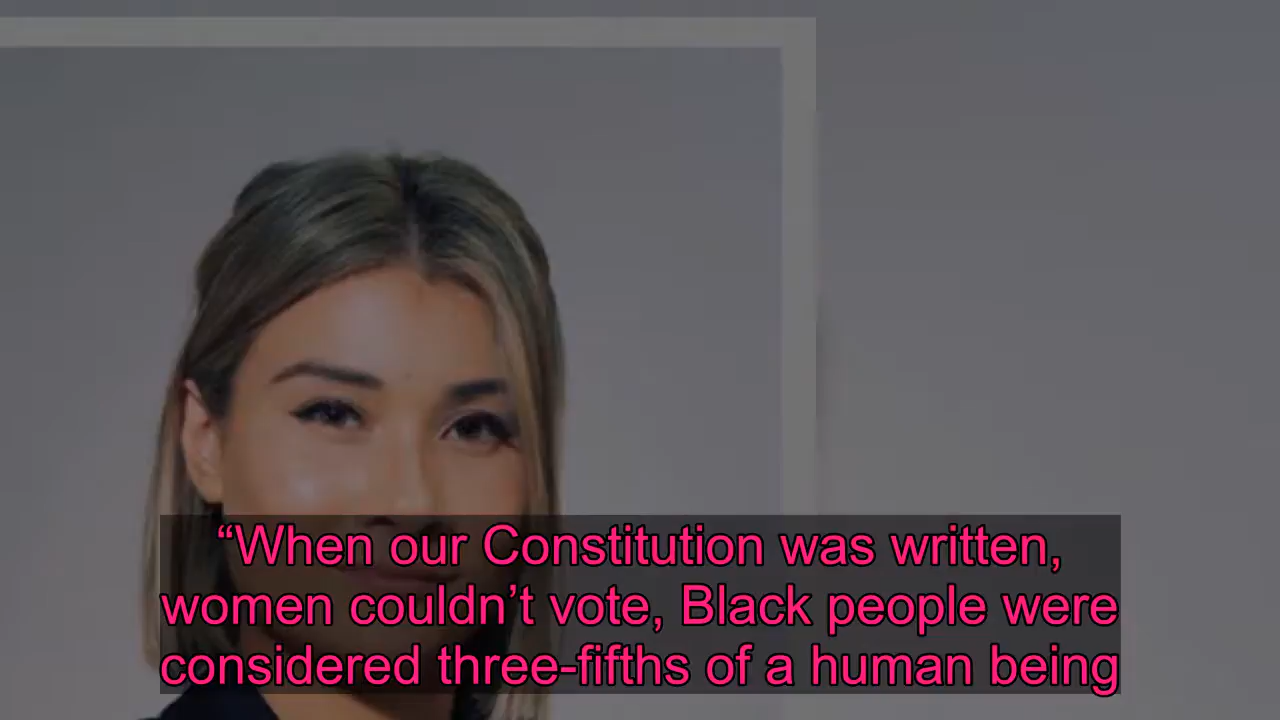 “When our Constitution was written,
women couldn’t vote, Black people were
considered three-fifths of a human being